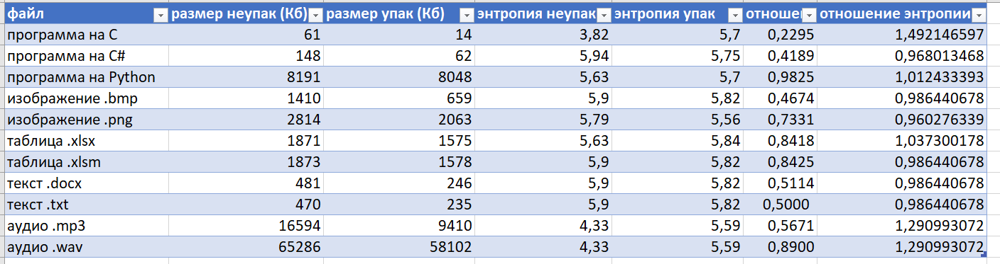 файл размер неупак (Кб) размер упак (Кб) энтропия неупак энтропия упак отношен отношение энтропии
программа на С 61 14 3,82 5,7 0,2295 1,492146597
программа на C# 148 62 5,94 5,75 0,4189 0,968013468
программа на Python 8191 8048 5,63 5,7 0,9825 1,012433393
изображение .bmp 1410 659 5,9 5,82 0,4674 0,986440678
изображение .png 2814 2063 5,79 5,56 0,7331 0,960276339
таблица .xlsx 1871 1575 5,63 5,84 0,8418 1,037300178
таблица .xlsm 1873 1578 5,9 5,82 0,8425 0,986440678
текст .docx 481 246 5,9 5,82 0,5114 0,986440678
текст .txt 470 235 5,9 5,82 0,5000 0,986440678
аудио .mp3 16594 9410 4,33 5,59 0,5671 1,290993072
аудио .wav 65286 58102 4,33 5,59 0,8900 1,290993072